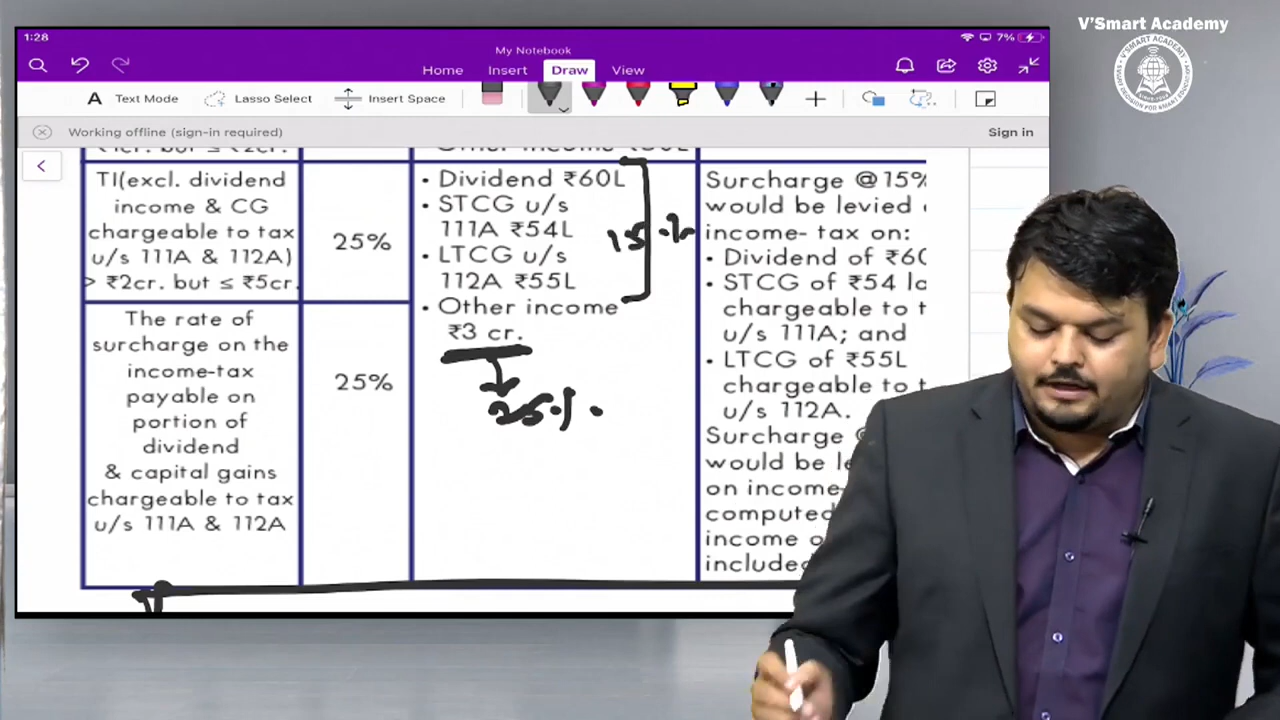 V'Smart Academy
1:28
7%
My Notebook
Home Insert Draw View
A Text Mode Lasso Select Insert Space
Working offline (sign-in required)
Sign in
₹1cr. but ≤ ₹2cr.
TI(excl. dividend
income & CG
chargeable to tax
u/s 111A & 112A)
> ₹2cr. but ≤ ₹5cr.
25%
The rate of
surcharge on the
income-tax
payable on
portion of
dividend
& capital gains
chargeable to tax
u/s 111A & 112A
25%
• Dividend ₹60L
• STCG u/s
111A ₹54L
• LTCG u/s
112A ₹55L
• Other income
₹3 cr.
15 %
25%.
Surcharge @15%
would be levied
income- tax on:
• Dividend of
• STCG of ₹54
chargeable to
u/s 111A; and
• LTCG of ₹55L
chargeable to
u/s 112A.
Surcharge
would be
on income-
computed
income
included